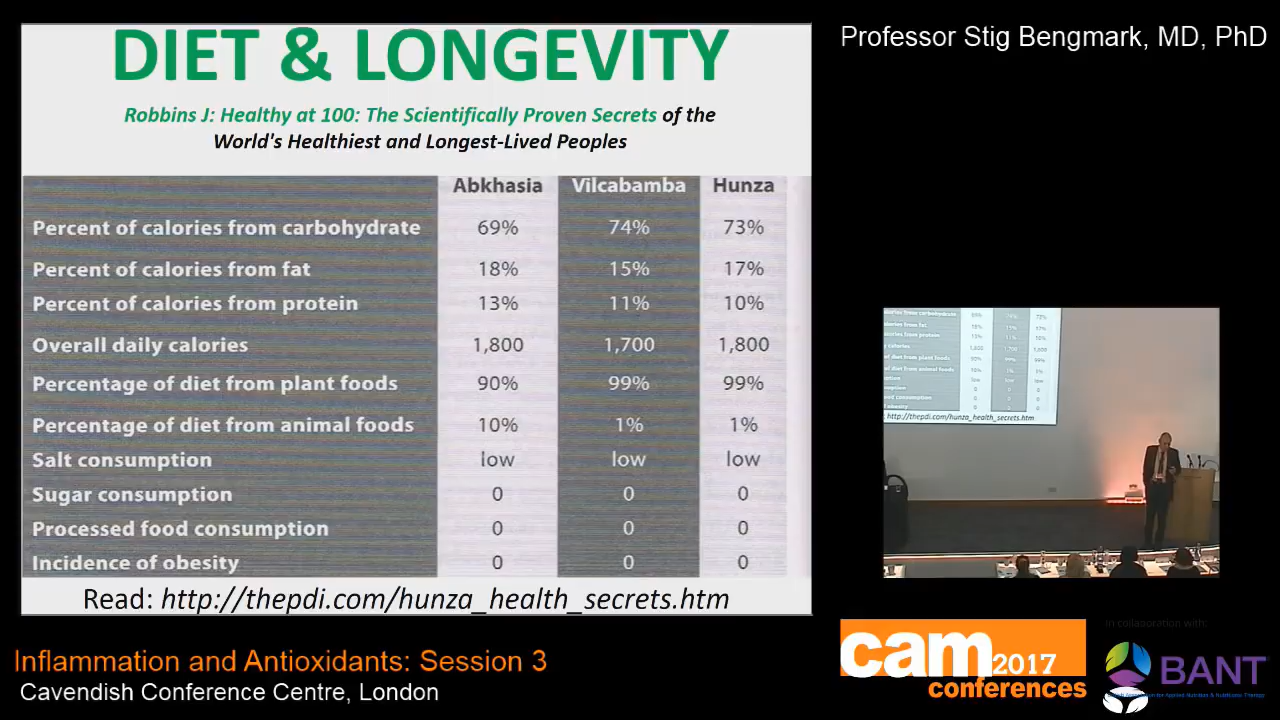 DIET & LONGEVITY
Robbins J: Healthy at 100: The Scientifically Proven Secrets of the
World's Healthiest and Longest-Lived Peoples
Abkhasia Vilcabamba Hunza
Percent of calories from carbohydrate 69% 74% 73%
Percent of calories from fat 18% 15% 17%
Percent of calories from protein 13% 11% 10%
Overall daily calories 1,800 1,700 1,800
Percentage of diet from plant foods 90% 99% 99%
Percentage of diet from animal foods 10% 1% 1%
Salt consumption low low low
Sugar consumption 0 0 0
Processed food consumption 0 0 0
Incidence of obesity 0 0 0
Read: http://thepdi.com/hunza_health_secrets.htm
Professor Stig Bengmark, MD, PhD
http://thepdi.com/hunza_health_secrets.htm
Inflammation and Antioxidants: Session 3
Cavendish Conference Centre, London
cam 2017
conferences
In collaboration with:
BANT